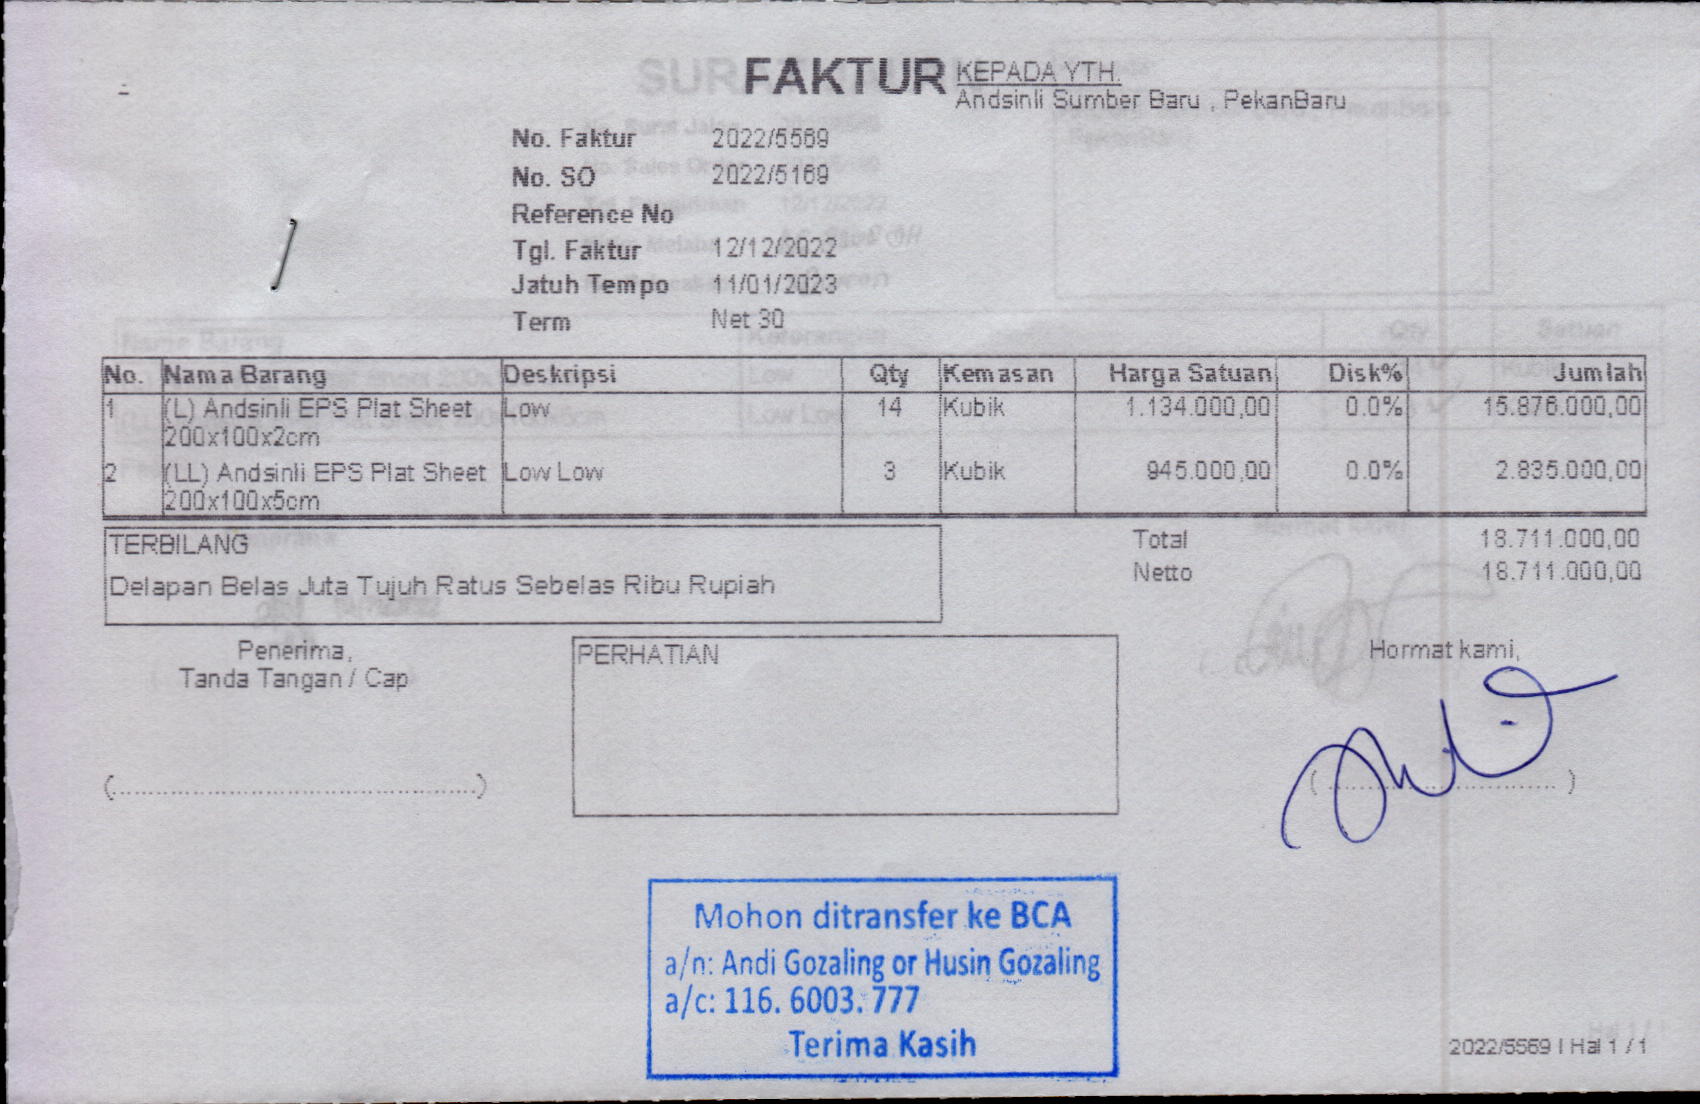 FAKTUR
KEPADA YTH.
Andsinli Sumber Baru , PekanBaru
No. Faktur 2022/5569
No. SO 2022/5169
Reference No
Tgl. Faktur 12/12/2022
Jatuh Tempo 11/01/2023
Term Net 30
No. Nama Barang Deskripsi Qty Kemasan Harga Satuan Disk% Jumlah
1 (L) Andsinli EPS Plat Sheet Low 14 Kubik 1.134.000,00 0.0% 15.876.000,00
200x100x2cm
2 (LL) Andsinli EPS Plat Sheet Low Low 3 Kubik 945.000,00 0.0% 2.835.000,00
200x100x5cm
TERBILANG
Delapan Belas Juta Tujuh Ratus Sebelas Ribu Rupiah
Total 18.711.000,00
Netto 18.711.000,00
Penerima,
Tanda Tangan / Cap
PERHATIAN
Hormat kami,
(..................................................)
( .................................. )
Mohon ditransfer ke BCA
a/n: Andi Gozaling or Husin Gozaling
a/c: 116. 6003. 777
Terima Kasih
2022/5569 | Hal 1 / 1